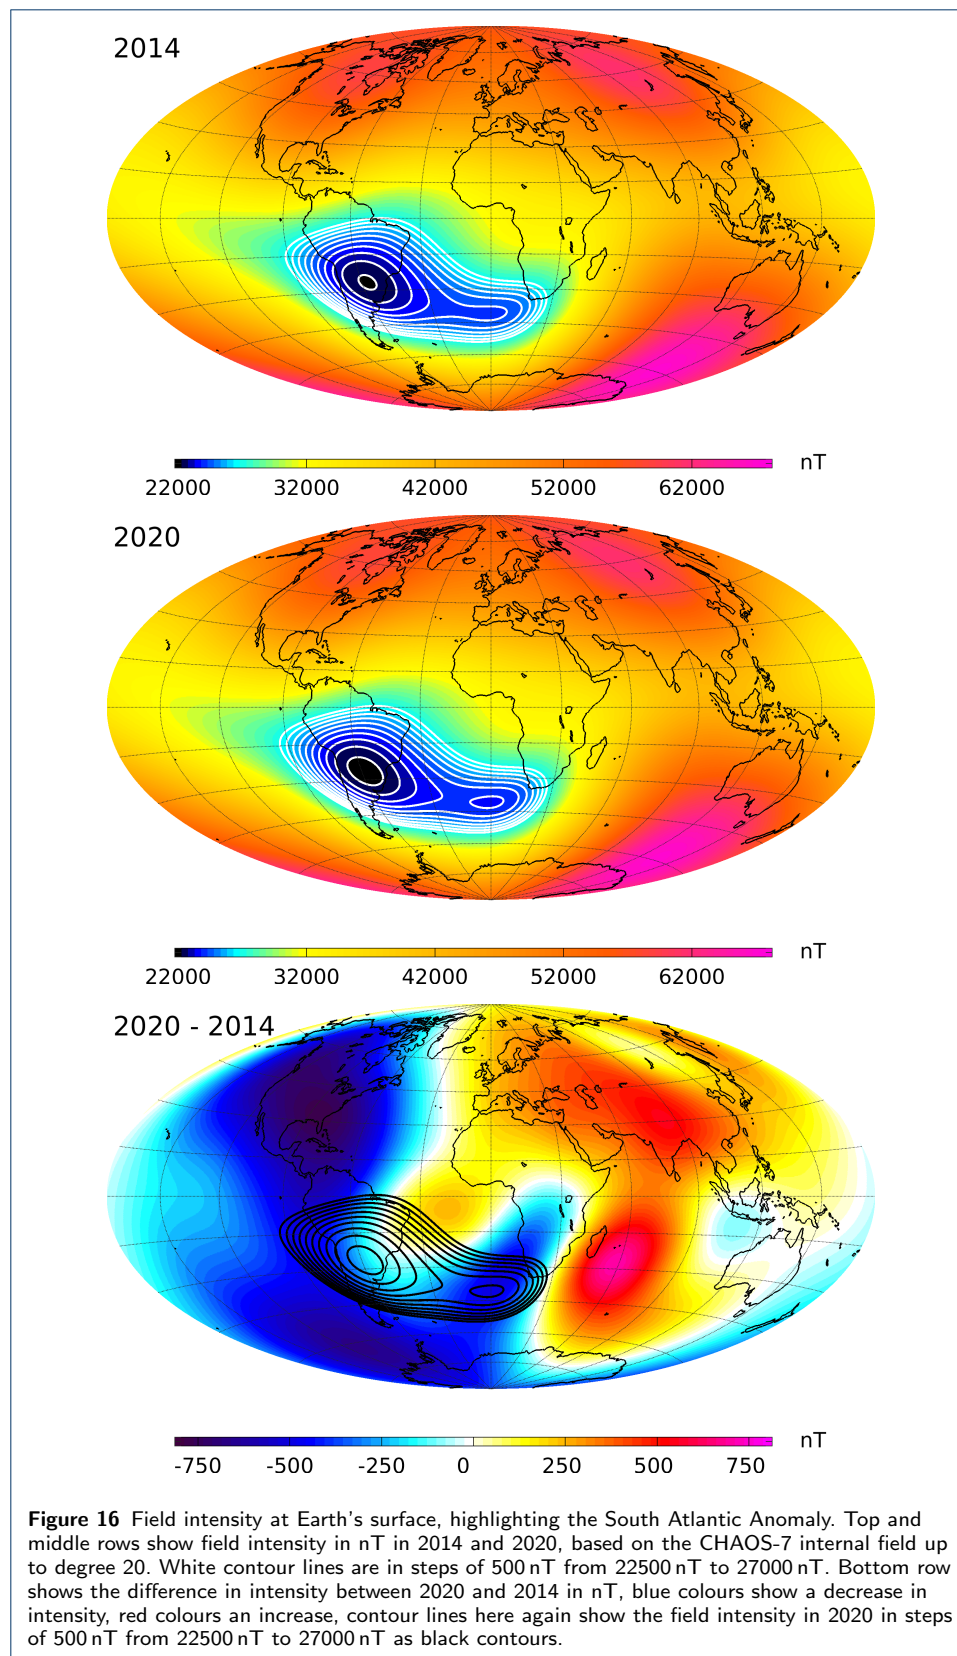 2014
nT
22000 32000 42000 52000 62000
2020
nT
22000 32000 42000 52000 62000
2020 - 2014
nT
-750 -500 -250 0 250 500 750
Figure 16 Field intensity at Earth's surface, highlighting the South Atlantic Anomaly. Top and
middle rows show field intensity in nT in 2014 and 2020, based on the CHAOS-7 internal field up
to degree 20. White contour lines are in steps of 500 nT from 22500 nT to 27000 nT. Bottom row
shows the difference in intensity between 2020 and 2014 in nT, blue colours show a decrease in
intensity, red colours an increase, contour lines here again show the field intensity in 2020 in steps
of 500 nT from 22500 nT to 27000 nT as black contours.